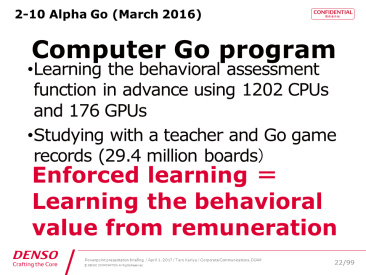 2-10 Alpha Go (March 2016)
CONFIDENTIAL
Computer Go program
•Learning the behavioral assessment
function in advance using 1202 CPUs
and 176 GPUs
•Studying with a teacher and Go game
records (29.4 million boards）
Enforced learning ＝
Learning the behavioral
value from remuneration
DENSO
Crafting the Core
22/99